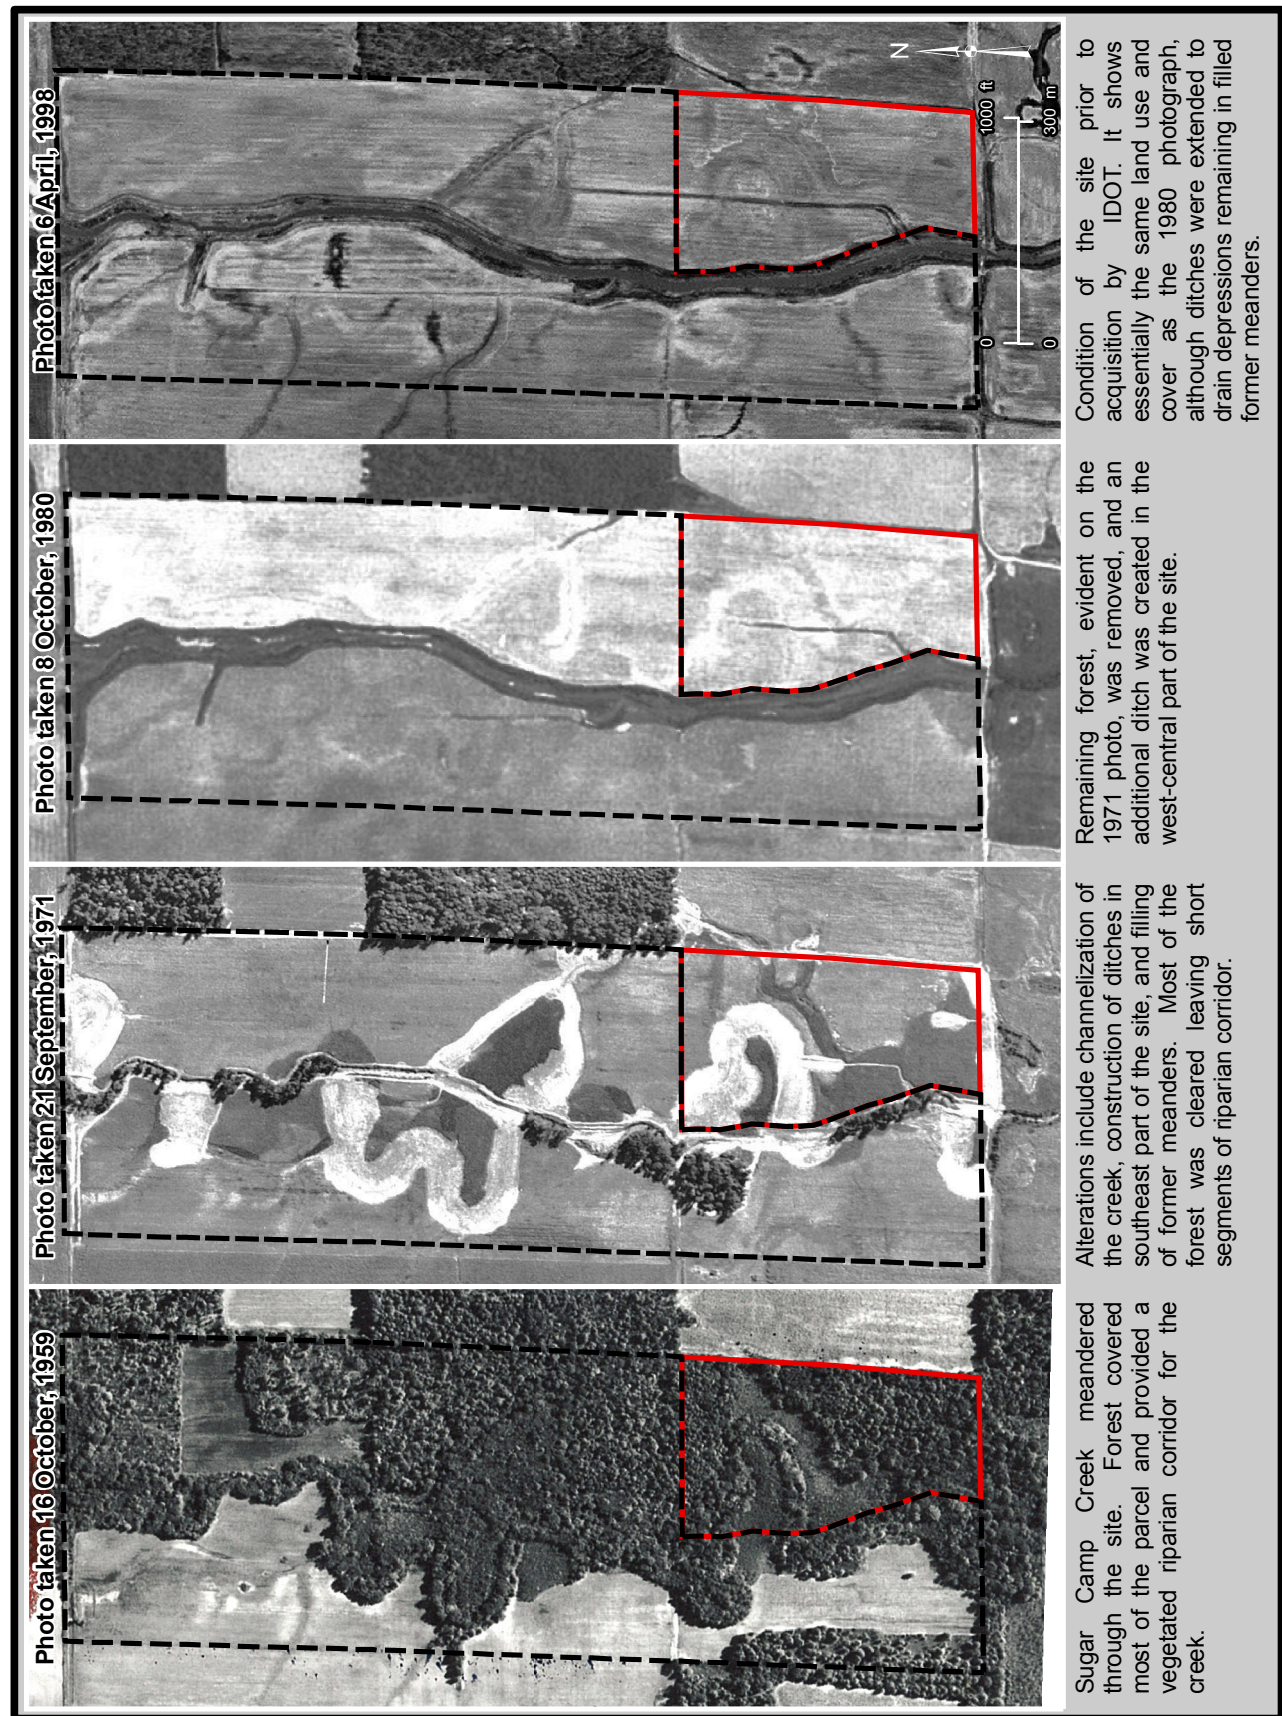 Photo taken 16 October, 1959
Sugar Camp Creek meandered
through the site. Forest covered
most of the parcel and provided a
vegetated riparian corridor for the
creek.
Photo taken 21 September, 1971
Alterations include channelization of
the creek, construction of ditches in
southeast part of the site, and filling
of former meanders. Most of the
forest was cleared leaving short
segments of riparian corridor.
Photo taken 8 October, 1980
Remaining forest, evident on the
1971 photo, was removed, and an
additional ditch was created in the
west-central part of the site.
Photo taken 6 April, 1998
N
0 1000 ft
0 300 m
Condition of the site prior to
acquisition by IDOT. It shows
essentially the same land use and
cover as the 1980 photograph,
although ditches were extended to
drain depressions remaining in filled
former meanders.